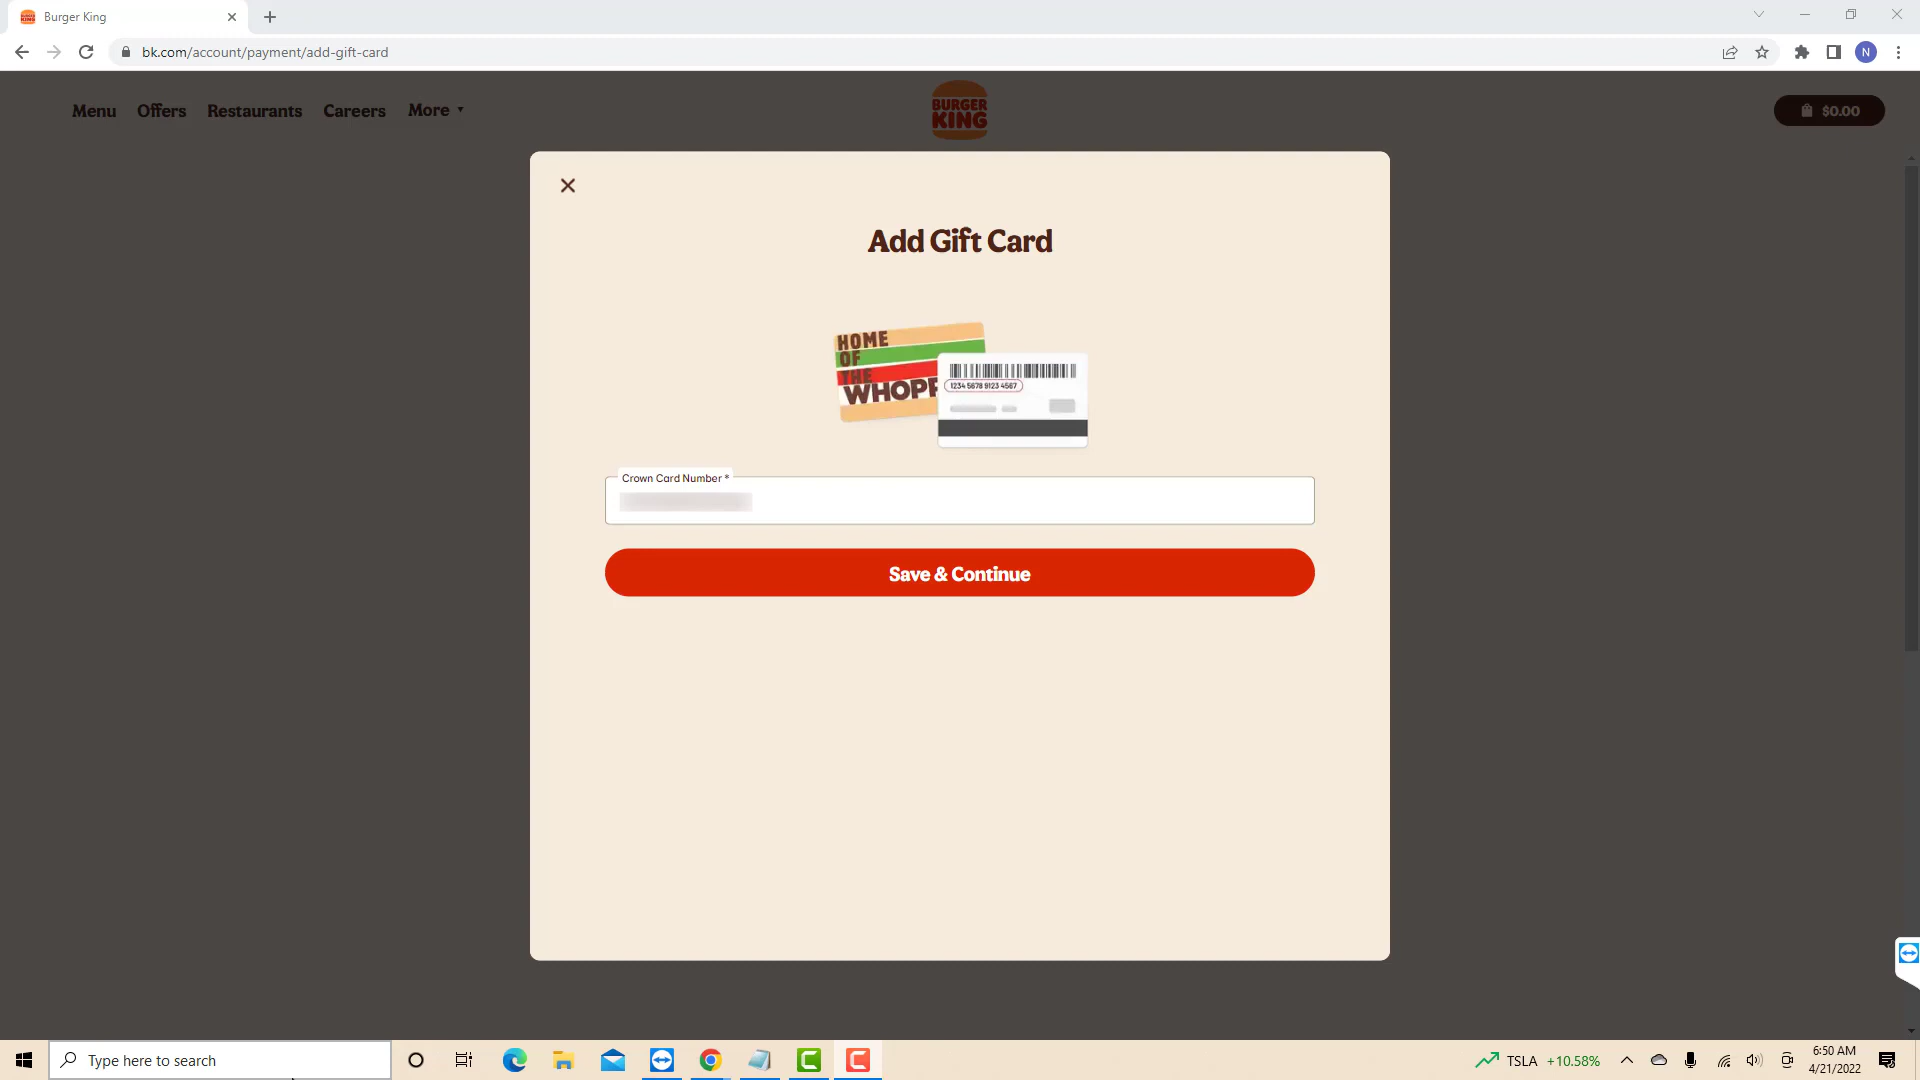 Burger King
bk.com/account/payment/add-gift-card
N
Menu
Offers
Restaurants
Careers
More
BURGER
KING
$0.00
Add Gift Card
HOME
OF
THE
1234 5678 9123 4567
Crown Card Number *
Save & Continue
Type here to search
TSLA +10.58%
6:50 AM
4/21/2022